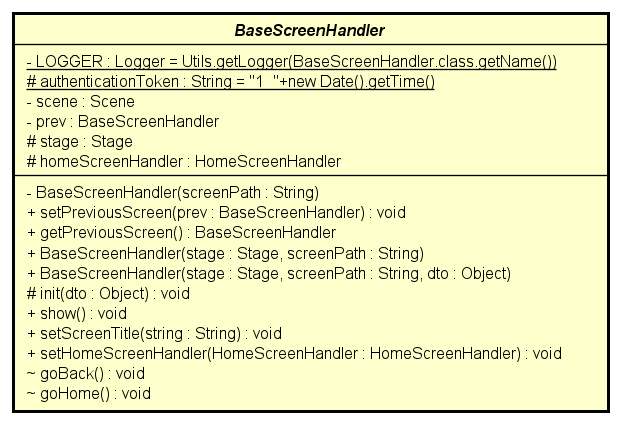 BaseScreenHandler
- LOGGER : Logger = Utils.getLogger(BaseScreenHandler.class.getName())
# authenticationToken : String = "1  "+new Date().getTime()
- scene : Scene
- prev : BaseScreenHandler
# stage : Stage
# homeScreenHandler : HomeScreenHandler
- BaseScreenHandler(screenPath : String)
+ setPreviousScreen(prev : BaseScreenHandler) : void
+ getPreviousScreen() : BaseScreenHandler
+ BaseScreenHandler(stage : Stage, screenPath : String)
+ BaseScreenHandler(stage : Stage, screenPath : String, dto : Object)
# init(dto : Object) : void
+ show() : void
+ setScreenTitle(string : String) : void
+ setHomeScreenHandler(HomeScreenHandler : HomeScreenHandler) : void
~ goBack() : void
~ goHome() : void